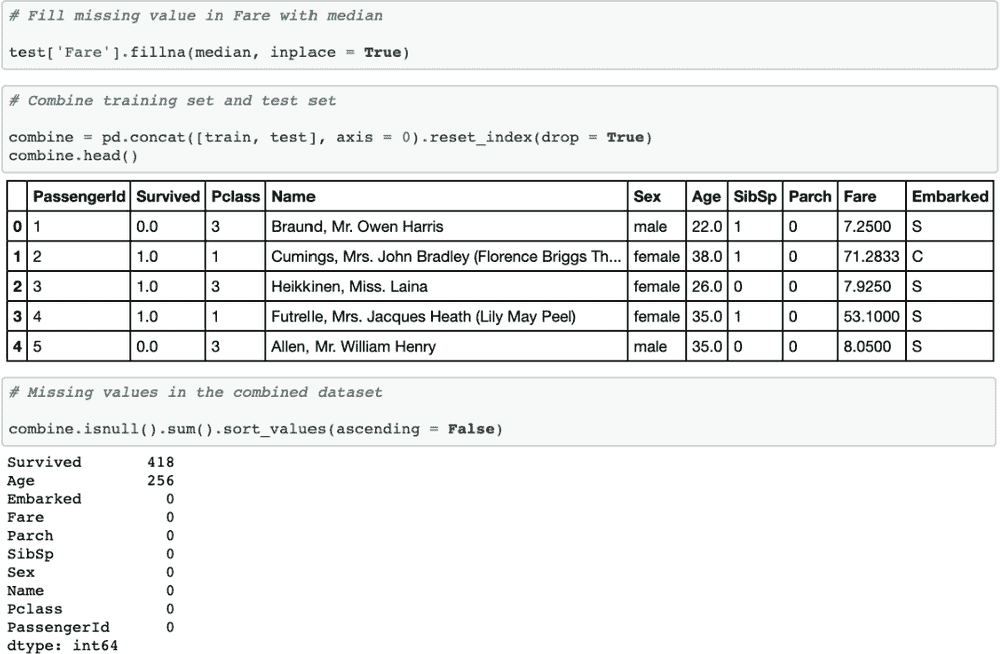 # Fill missing value in Fare with median
test['Fare'].fillna(median, inplace = True)
# Combine training set and test set
combine = pd.concat([train, test], axis = 0).reset_index(drop = True)
combine.head()
PassengerId Survived Pclass Name Sex Age SibSp Parch Fare Embarked
0 1 0.0 3 Braund, Mr. Owen Harris male 22.0 1 0 7.2500 S
1 2 1.0 1 Cumings, Mrs. John Bradley (Florence Briggs Th... female 38.0 1 0 71.2833 C
2 3 1.0 3 Heikkinen, Miss. Laina female 26.0 0 0 7.9250 S
3 4 1.0 1 Futrelle, Mrs. Jacques Heath (Lily May Peel) female 35.0 1 0 53.1000 S
4 5 0.0 3 Allen, Mr. William Henry male 35.0 0 0 8.0500 S
# Missing values in the combined dataset
combine.isnull().sum().sort_values(ascending = False)
Survived 418
Age 256
Embarked 0
Fare 0
Parch 0
SibSp 0
Sex 0
Name 0
Pclass 0
PassengerId 0
dtype: int64